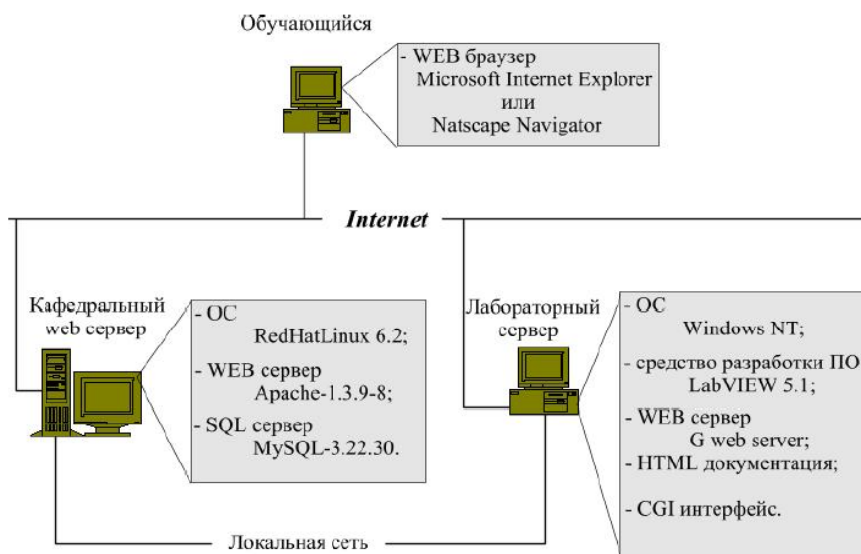 Обучающийся
- WEB браузер
Microsoft Internet Explorer
или
Natscape Navigator
Internet
Кафедральный
web сервер
- ОС
RedHatLinux 6.2;
- WEB сервер
Apache-1.3.9-8;
- SQL сервер
MySQL-3.22.30.
Лабораторный
сервер
- ОС
Windows NT;
- средство разработки ПО
LabVIEW 5.1;
- WEB сервер
G web server;
- HTML документация;
- CGI интерфейс.
Локальная сеть